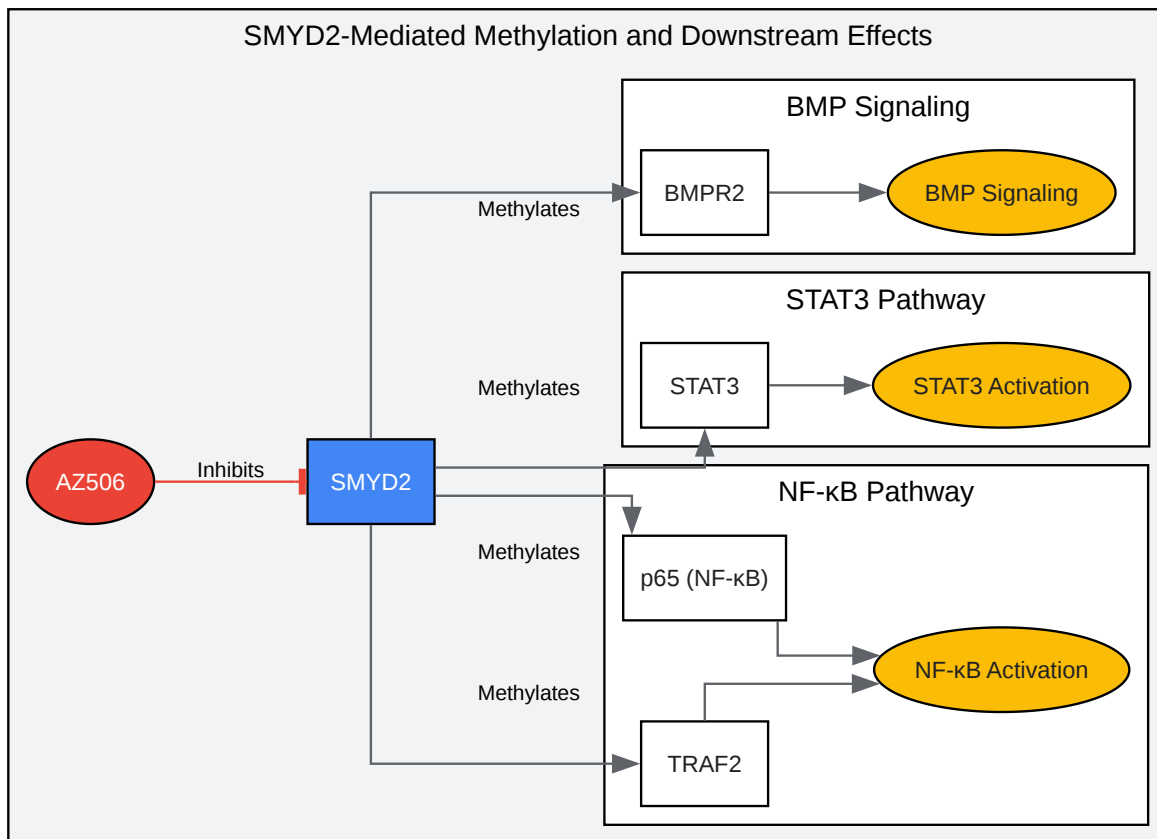 SMYD2-Mediated Methylation and Downstream Effects
BMP Signaling
BMPR2
BMP Signaling
Methylates
STAT3 Pathway
STAT3
STAT3 Activation
Methylates
AZ506
Inhibits
SMYD2
NF-κB Pathway
Methylates
p65 (NF-κB)
NF-κB Activation
Methylates
TRAF2